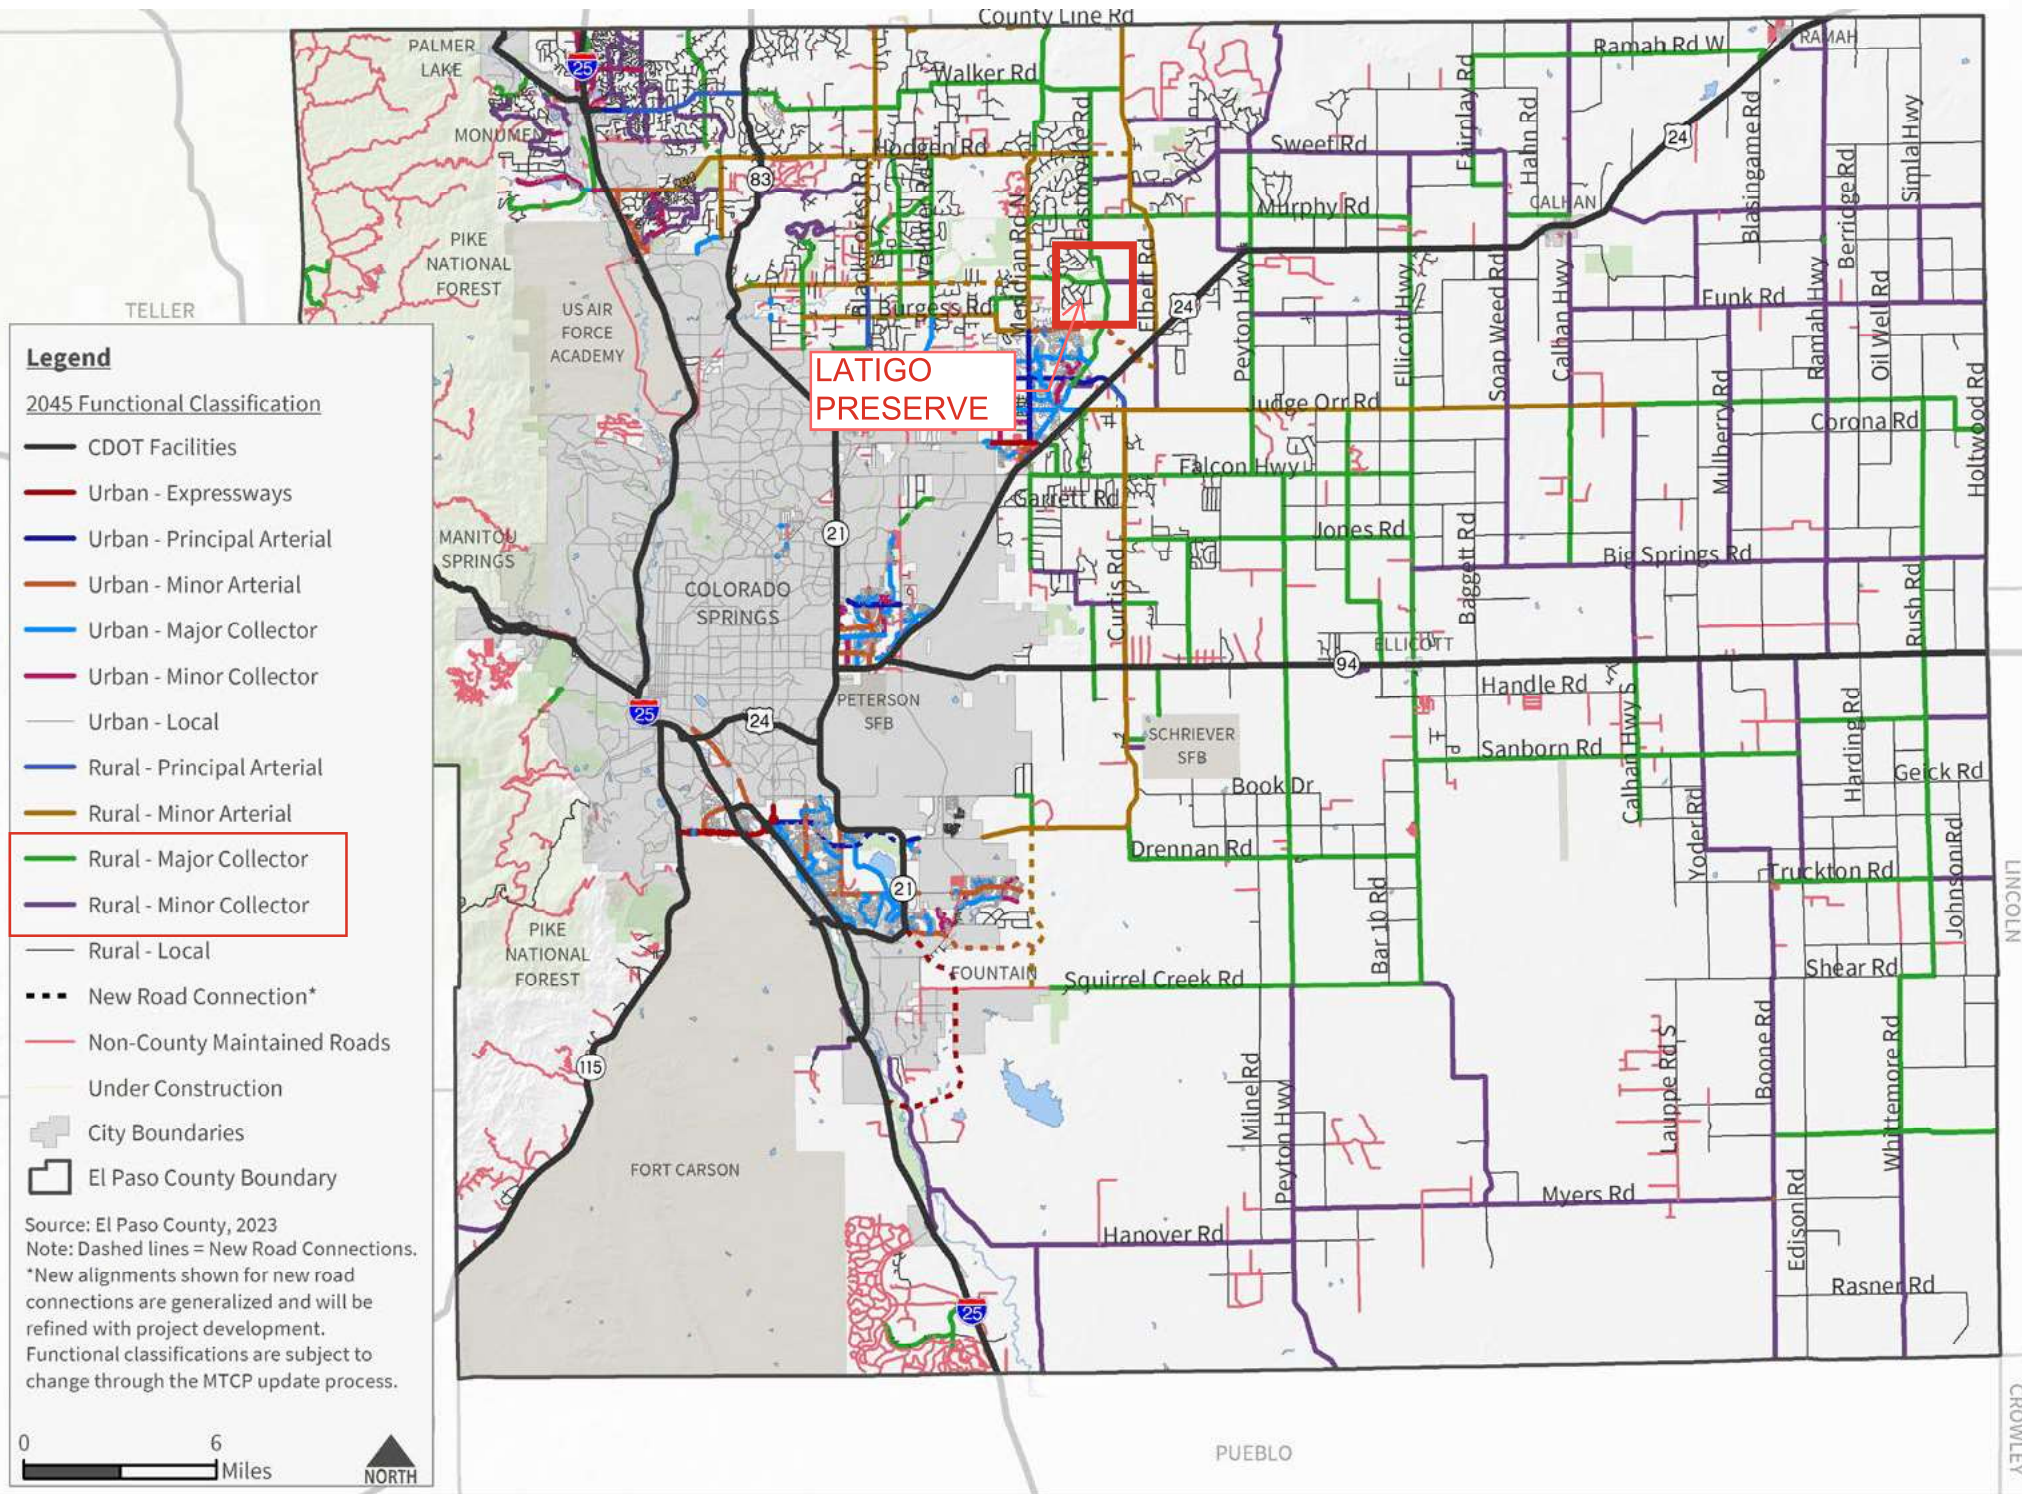 County Line Rd
PALMER
LAKE
25
Walker Rd
Ramah Rd W
RAMAH
Fairplay Rd
Hahn Rd
Blasingame Rd
Simla Hwy
24
MONUMENT
Hodgen Rd
Eastonville Rd
Sweet Rd
Berridge Rd
83
Black Forest Rd
Vollmer Rd
Meridian Rd N
Murphy Rd
CALHAN
PIKE
NATIONAL
FOREST
US AIR
FORCE
ACADEMY
TELLER
Burgess Rd
Elbert Rd
24
Peyton Hwy
Ellicott Hwy
Soap Weed Rd
Calhan Hwy
Funk Rd
Ramah Hwy
Oil Well Rd
LATIGO
PRESERVE
Judge Orr Rd
Mulberry Rd
Corona Rd
Holtwood Rd
Falcon Hwy
Garrett Rd
MANITOU
SPRINGS
21
Jones Rd
Baggett Rd
Big Springs Rd
COLORADO
SPRINGS
Curtis Rd
Rush Rd
94
ELLICOTT
25
24
PETERSON
SFB
SCHRIEVER
SFB
Handle Rd
Calhan Hwy S
Sanborn Rd
Harding Rd
Geick Rd
Book Dr
Yoder Rd
Drennan Rd
Truckton Rd
Johnson Rd
LINCOLN
21
Bar 10 Rd
PIKE
NATIONAL
FOREST
FOUNTAIN
Squirrel Creek Rd
Shear Rd
115
Milne Rd
Peyton Hwy
Lauppe Rd S
Boone Rd
Whittemore Rd
FORT CARSON
Myers Rd
Hanover Rd
Edison Rd
Rasner Rd
25
PUEBLO
CROWLEY
Legend
2045 Functional Classification
CDOT Facilities
Urban - Expressways
Urban - Principal Arterial
Urban - Minor Arterial
Urban - Major Collector
Urban - Minor Collector
Urban - Local
Rural - Principal Arterial
Rural - Minor Arterial
Rural - Major Collector
Rural - Minor Collector
Rural - Local
New Road Connection*
Non-County Maintained Roads
Under Construction
City Boundaries
El Paso County Boundary
Source: El Paso County, 2023
Note: Dashed lines = New Road Connections.
*New alignments shown for new road
connections are generalized and will be
refined with project development.
Functional classifications are subject to
change through the MTCP update process.
0 6
Miles
NORTH